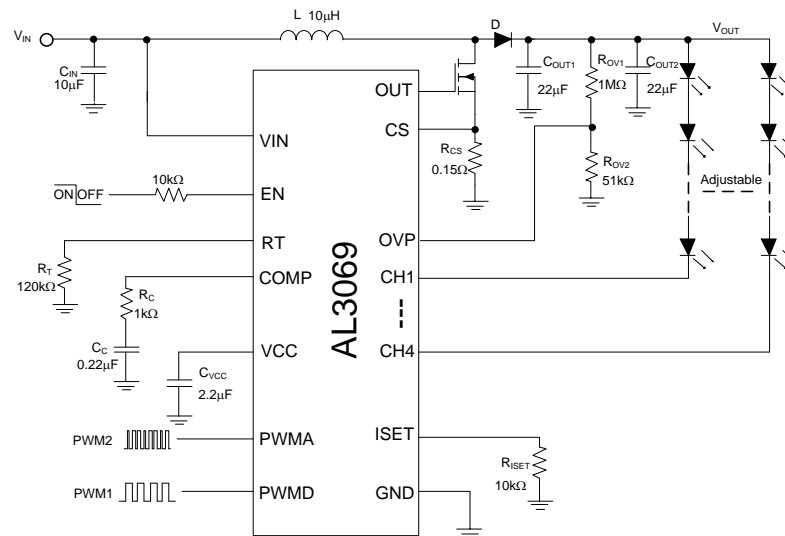 L 10µH
D
VIN
VOUT
CIN
10µF
COUT1
22µF
ROV1
1MΩ
COUT2
22µF
OUT
CS
VIN
RCS
0.15Ω
ROV2
51kΩ
Adjustable
10kΩ
ON OFF
EN
RT
OVP
RT
120kΩ
COMP
CH1
RC
1kΩ
AL3069
CC
0.22µF
VCC
CH4
CVCC
2.2µF
PWM2
PWMA
ISET
RISET
10kΩ
PWM1
PWMD
GND